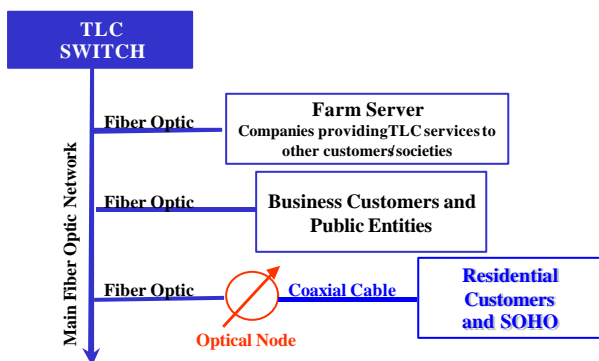 TLC
SWITCH
Main Fiber Optic Network
Fiber Optic
Farm Server
Companies providingTLC services to
other customers/societies
Fiber Optic
Business Customers and
Public Entities
Fiber Optic
Optical Node
Coaxial Cable
Residential
Customers
and SOHO